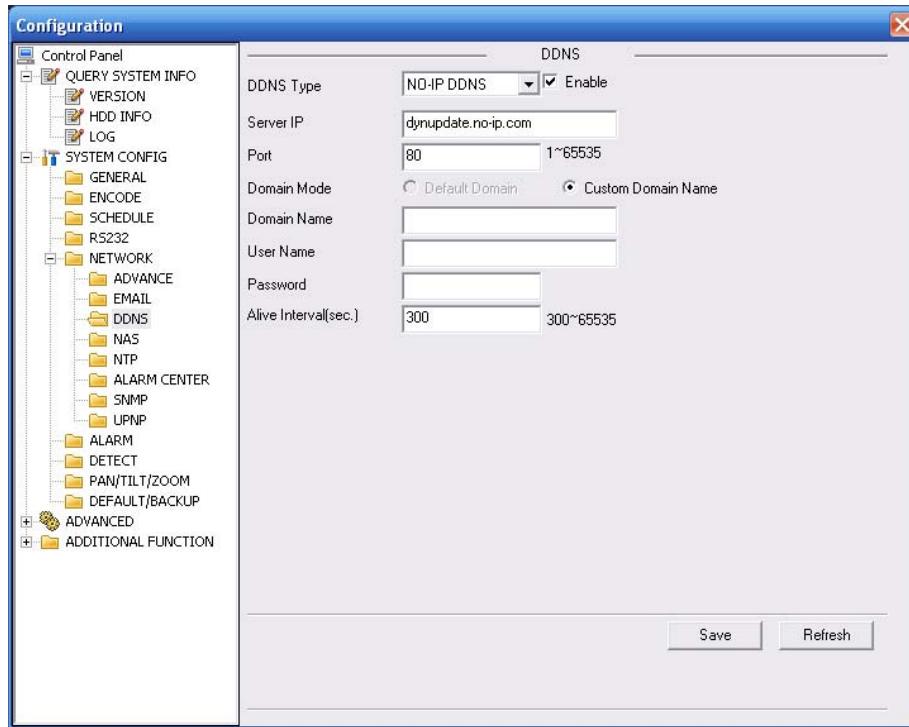 Configuration
Control Panel
QUERY SYSTEM INFO
VERSION
HDD INFO
LOG
SYSTEM CONFIG
GENERAL
ENCODE
SCHEDULE
RS232
NETWORK
ADVANCE
EMAIL
DDNS
NAS
NTP
ALARM CENTER
SNMP
UPNP
ALARM
DETECT
PAN/TILT/ZOOM
DEFAULT/BACKUP
ADVANCED
ADDITIONAL FUNCTION
DDNS
DDNS Type NO-IP DDNS Enable
Server IP dynupdate.no-ip.com
Port 80 1~65535
Domain Mode Default Domain Custom Domain Name
Domain Name
User Name
Password
Alive Interval(sec.) 300 300~65535
Save Refresh